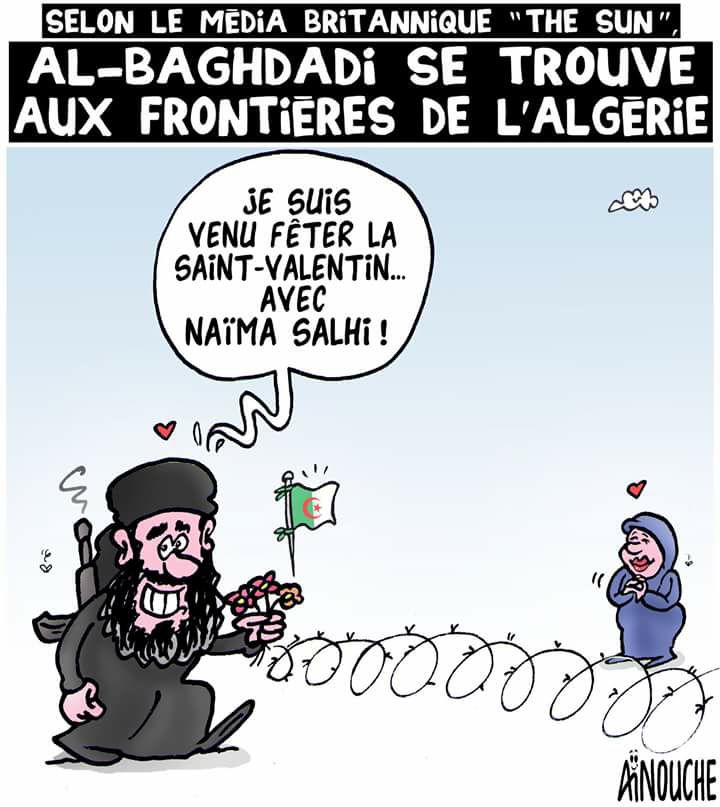 SELON LE MÉDIA BRITANNIQUE "THE SUN",
AL-BAGHDADI SE TROUVE
AUX FRONTIÈRES DE L'ALGÉRIE
JE SUIS
VENU FÊTER LA
SAINT-VALENTIN...
AVEC
NAÏMA SALHI !
AÏNOUCHE